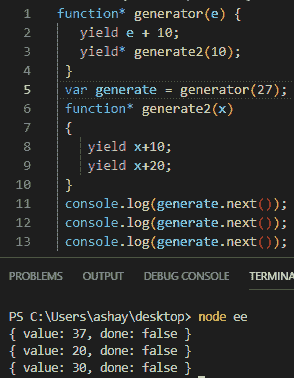 1 function* generator(e) {
2 yield e + 10;
3 yield* generate2(10);
4 }
5 var generate = generator(27);
6 function* generate2(x)
7 {
8 yield x+10;
9 yield x+20;
10 }
11 console.log(generate.next());
12 console.log(generate.next());
13 console.log(generate.next());
PROBLEMS OUTPUT DEBUG CONSOLE TERMINA
PS C:\Users\ashay\desktop> node ee
{ value: 37, done: false }
{ value: 20, done: false }
{ value: 30, done: false }